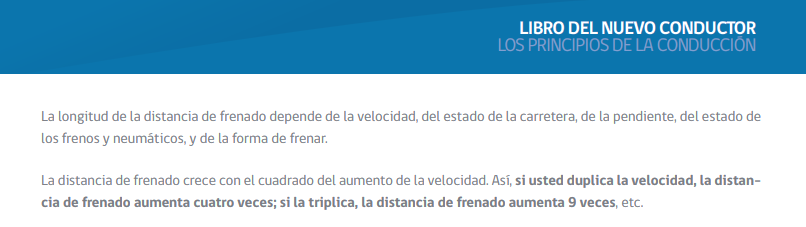 LIBRO DEL NUEVO CONDUCTOR
LOS PRINCIPIOS DE LA CONDUCCIÓN
La longitud de la distancia de frenado depende de la velocidad, del estado de la carretera, de la pendiente, del estado de
los frenos y neumáticos, y de la forma de frenar.
La distancia de frenado crece con el cuadrado del aumento de la velocidad. Así, si usted duplica la velocidad, la distan-
cia de frenado aumenta cuatro veces; si la triplica, la distancia de frenado aumenta 9 veces, etc.